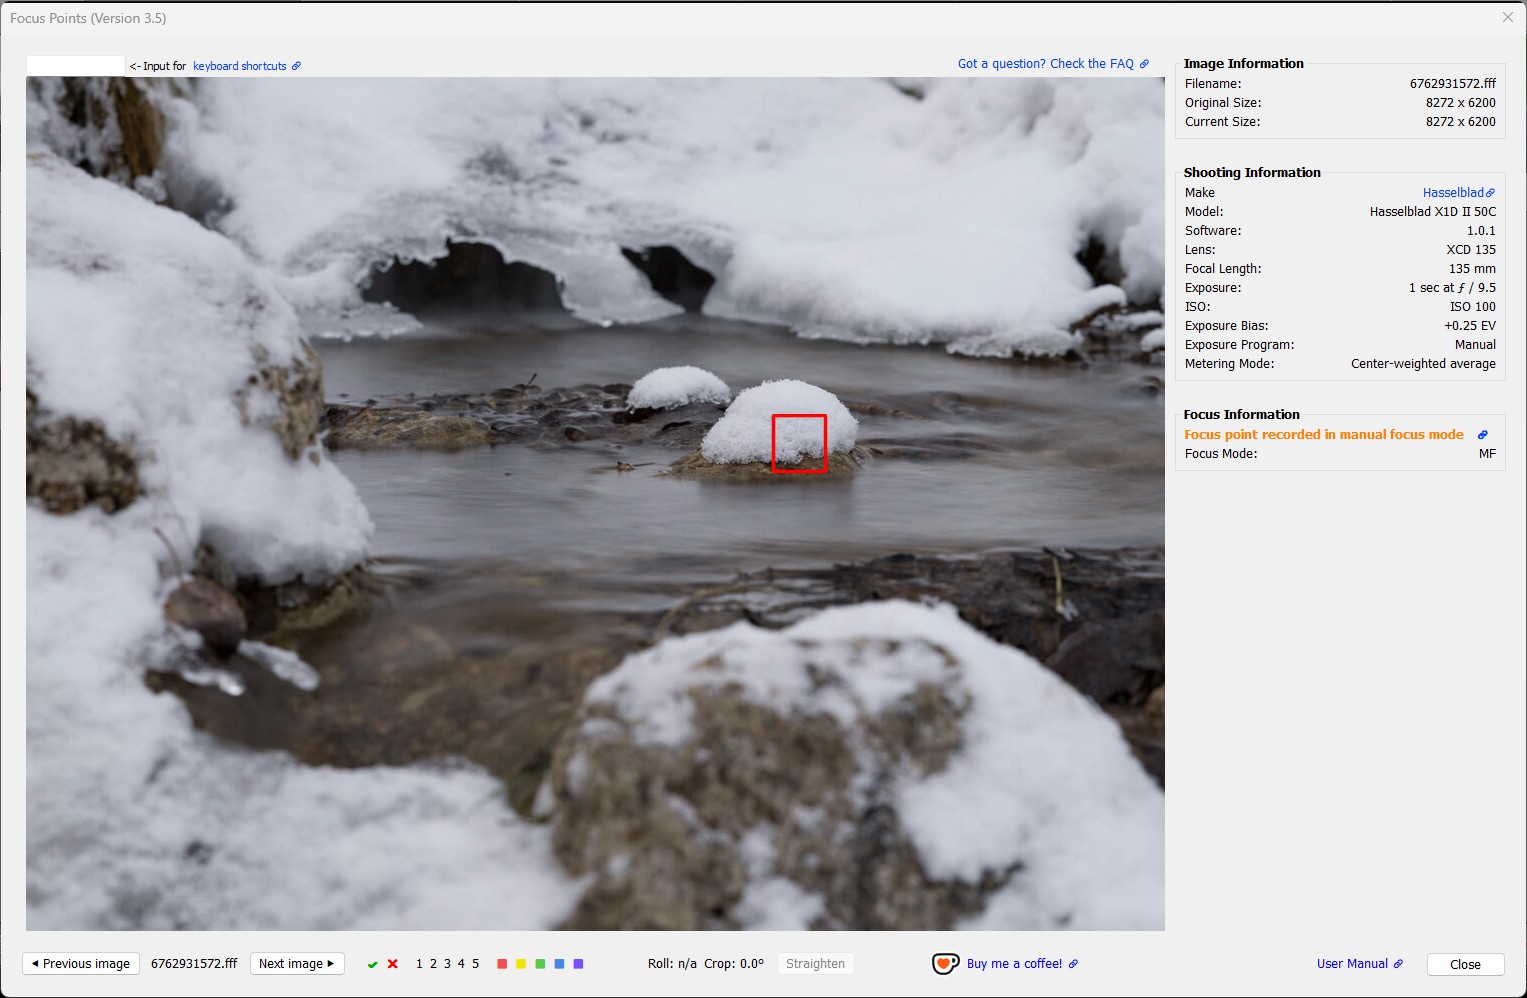 Focus Points (Version 3.5)
<- Input for keyboard shortcuts
Got a question? Check the FAQ
Image Information
Filename: 6762931572.fff
Original Size: 8272 x 6200
Current Size: 8272 x 6200
Shooting Information
Make Hasselblad
Model: Hasselblad X1D II 50C
Software: 1.0.1
Lens: XCD 135
Focal Length: 135 mm
Exposure: 1 sec at ƒ / 9.5
ISO: ISO 100
Exposure Bias: +0.25 EV
Exposure Program: Manual
Metering Mode: Center-weighted average
Focus Information
Focus point recorded in manual focus mode
Focus Mode: MF
Previous image 6762931572.fff Next image 1 2 3 4 5 Roll: n/a Crop: 0.0° Straighten Buy me a coffee! User Manual Close